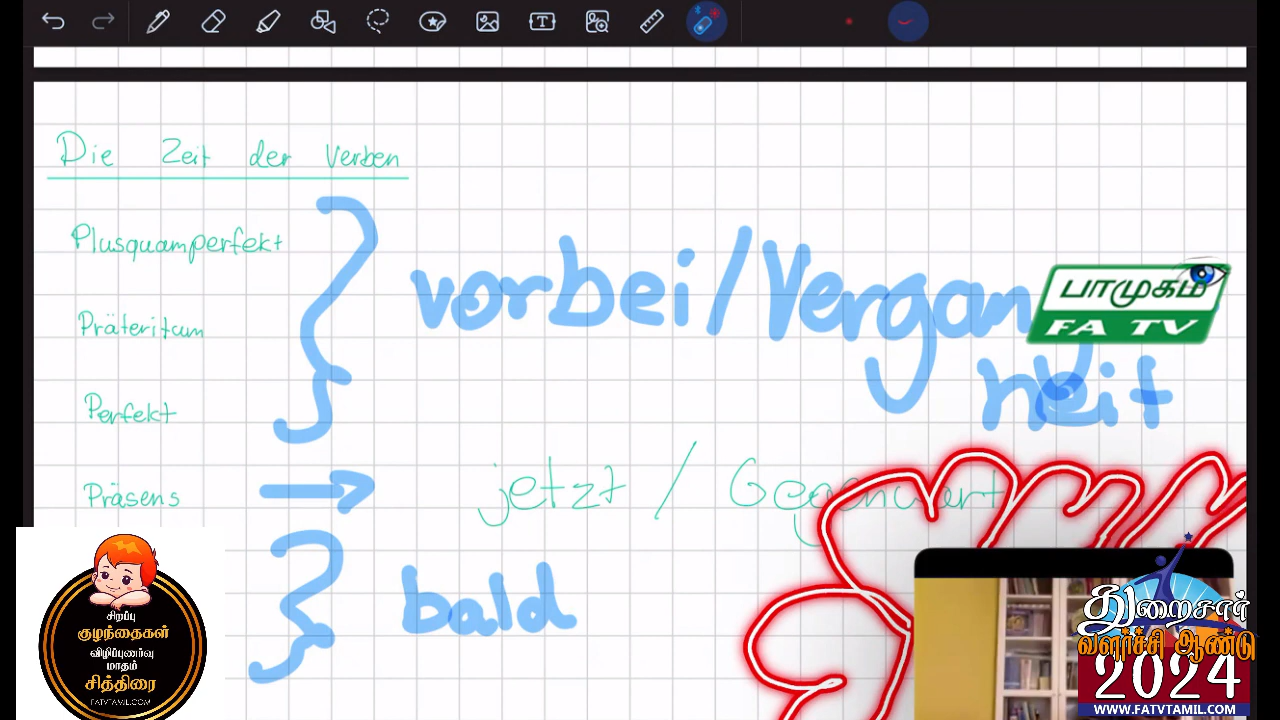 Die Zeit der Verben
Plusquamperfekt
vorbei/Vergan
heit
பாமுகம்
FA TV
Präteritum
Perfekt
Präsens
jetzt / Gegenwart
bald
சிறப்பு
குழந்தைகள்
விழிப்புணர்வு
மாதம்
சித்திரை
FATVTAMIL.COM
துறைசார்
வளர்ச்சி ஆண்டு
2024
WWW.FATVTAMIL.COM